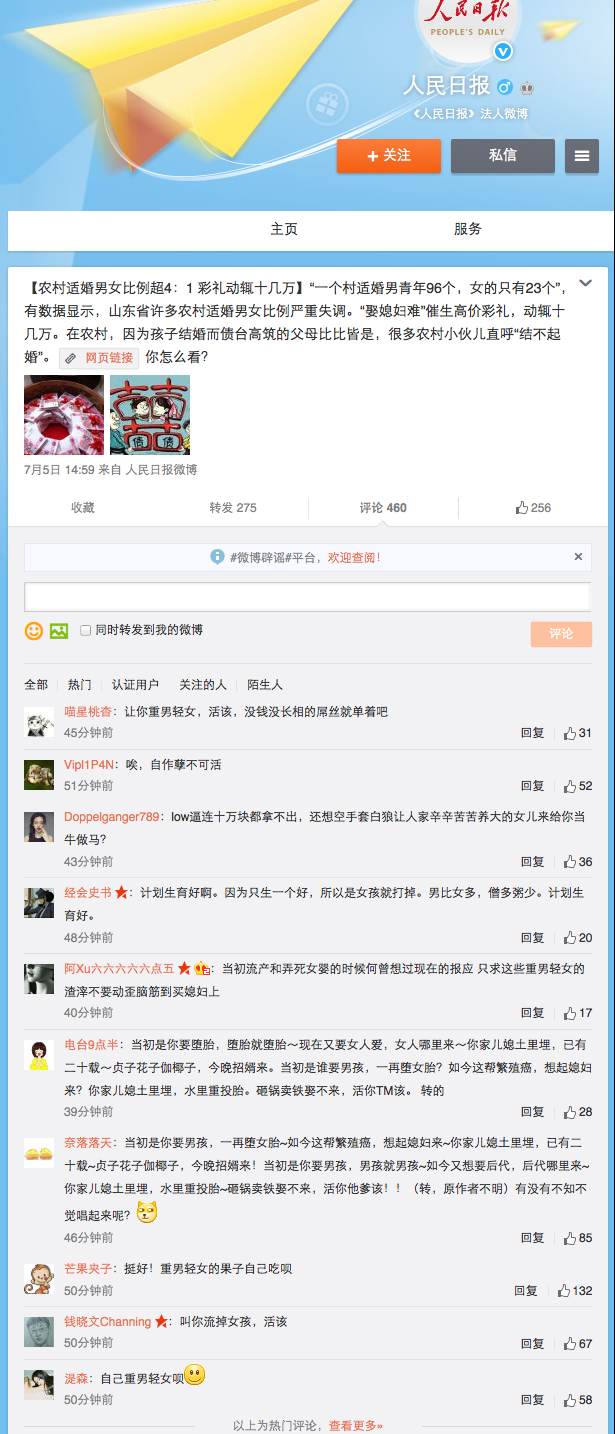 人民日报
PEOPLE'S DAILY
人民日报
《人民日报》法人微博
+ 关注
私信
主页
服务
【农村适婚男女比例超4：1 彩礼动辄十几万】“一个村适婚男青年96个，女的只有23个”，
有数据显示，山东省许多农村适婚男女比例严重失调。“娶媳妇难”催生高价彩礼，动辄十
几万。在农村，因为孩子结婚而债台高筑的父母比比皆是，很多农村小伙儿直呼“结不起
婚”。 网页链接 你怎么看？
囍
债 债
7月5日 14:59 来自 人民日报微博
收藏
转发 275
评论 460
256
#微博辟谣#平台，欢迎查阅！
×
同时转发到我的微博
评论
全部 热门 认证用户 关注的人 陌生人
喵星桃杳：让你重男轻女，活该，没钱没长相的屌丝就单着吧
45分钟前
回复 31
Vipl1P4N：唉，自作孽不可活
51分钟前
回复 52
Doppelganger789：low逼连十万块都拿不出，还想空手套白狼让人家辛辛苦苦养大的女儿来给你当
牛做马？
43分钟前
回复 36
经会史书：计划生育好啊。因为只生一个好，所以是女孩就打掉。男比女多，僧多粥少。计划生
育好。
48分钟前
回复 20
阿Xu六六六六六点五：当初流产和弄死女婴的时候何曾想过现在的报应 只求这些重男轻女的
渣滓不要动歪脑筋到买媳妇上
40分钟前
回复 17
电台9点半：当初是你要堕胎，堕胎就堕胎～现在又要女人爱，女人哪里来～你家儿媳土里埋，已有
二十载～贞子花子伽椰子，今晚招婿来。当初是谁要男孩，一再堕女胎？如今这帮繁殖癌，想起媳妇
来？你家儿媳土里埋，水里重投胎。砸锅卖铁娶不来，活你TM该。 转的
39分钟前
回复 28
奈落落天：当初是你要男孩，一再堕女胎~如今这帮繁殖癌，想起媳妇来~你家儿媳土里埋，已有二
十载~贞子花子伽椰子，今晚招婿来！当初是你要男孩，男孩就男孩~如今又想要后代，后代哪里来~
你家儿媳土里埋，水里重投胎~砸锅卖铁娶不来，活你他爹该！！（转，原作者不明）有没有不知不
觉唱起来呢？
46分钟前
回复 85
芒果夹子：挺好！重男轻女的果子自己吃呗
50分钟前
回复 132
钱晓文Channing：叫你流掉女孩，活该
50分钟前
回复 67
湜森：自己重男轻女呗
50分钟前
回复 58
以上为热门评论，查看更多»